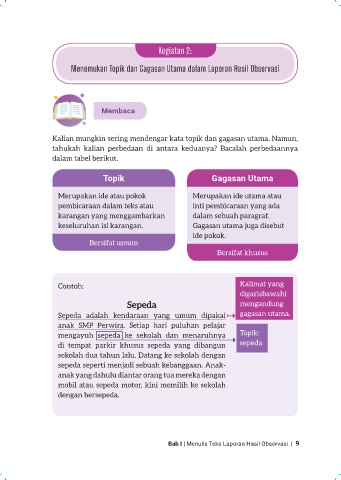 Kegiatan 2:
Menemukan Topik dan Gagasan Utama dalam Laporan Hasil Observasi
Membaca
Kalian mungkin sering mendengar kata topik dan gagasan utama. Namun,
tahukah kalian perbedaan di antara keduanya? Bacalah perbedaannya
dalam tabel berikut.
Topik
Merupakan ide atau pokok
pembicaraan dalam teks atau
karangan yang menggambarkan
keseluruhan isi karangan.
Bersifat umum
Gagasan Utama
Merupakan ide utama atau
inti pembicaraan yang ada
dalam sebuah paragraf.
Gagasan utama juga disebut
ide pokok.
Bersifat khusus
Contoh:
Sepeda
Sepeda adalah kendaraan yang umum dipakai
anak SMP Perwira. Setiap hari puluhan pelajar
mengayuh sepeda ke sekolah dan menaruhnya
di tempat parkir khusus sepeda yang dibangun
sekolah dua tahun lalu. Datang ke sekolah dengan
sepeda seperti menjadi sebuah kebanggaan. Anak-
anak yang dahulu diantar orang tua mereka dengan
mobil atau sepeda motor, kini memilih ke sekolah
dengan bersepeda.
Kalimat yang
digarisbawahi
mengandung
gagasan utama.
Topik:
sepeda
Bab I | Menulis Teks Laporan Hasil Observasi | 9